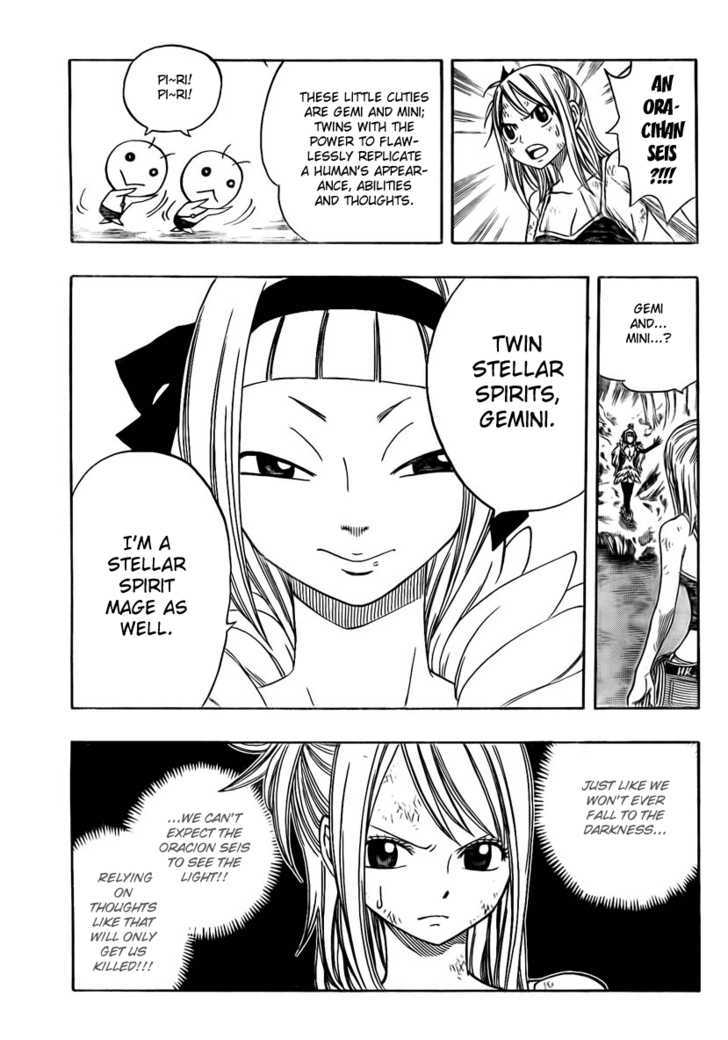 AN
ORA-
CIHAN
SEIS
?!!!
THESE LITTLE CUTIES
ARE GEMI AND MINI;
TWINS WITH THE
POWER TO FLAW-
LESSLY REPLICATE
A HUMAN'S APPEAR-
ANCE, ABILITIES
AND THOUGHTS.
PI~RI!
PI~RI!
GEMI
AND...
MINI...?
TWIN
STELLAR
SPIRITS,
GEMINI.
I'M A
STELLAR
SPIRIT
MAGE AS
WELL.
JUST LIKE WE
WON'T EVER
FALL TO THE
DARKNESS...
...WE CAN'T
EXPECT THE
ORACION SEIS
TO SEE THE
LIGHT!!
RELYING
ON
THOUGHTS
LIKE THAT
WILL ONLY
GET US
KILLED!!!